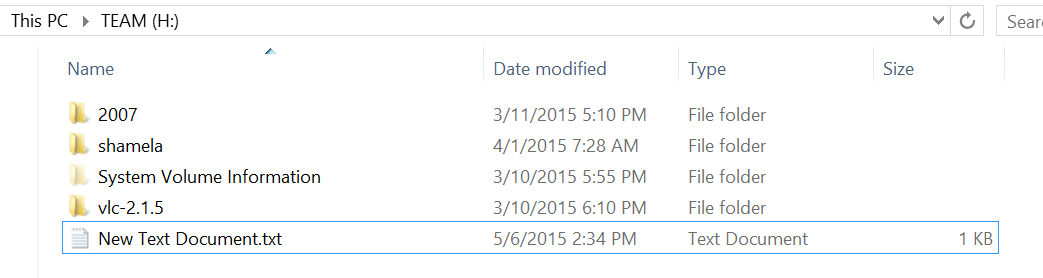 This PC TEAM (H:) Sear
Name Date modified Type Size
2007 3/11/2015 5:10 PM File folder
shamela 4/1/2015 7:28 AM File folder
System Volume Information 3/10/2015 5:55 PM File folder
vlc-2.1.5 3/10/2015 6:10 PM File folder
New Text Document.txt 5/6/2015 2:34 PM Text Document 1 KB